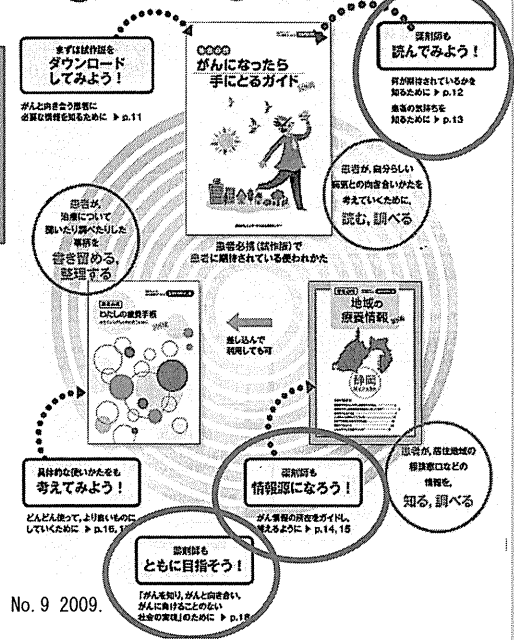 まずは試作版を
ダウンロード
してみよう！
がんと向き合う患者に
必要な情報を知るために ▶ p.11
患者必携
がんになったら
手にとるガイド
試作版
薬剤師も
読んでみよう！
何が期待されているかを
知るために ▶ p.12
患者の気持ちを
知るために ▶ p.13
患者が、自分らしい
病気との向き合いかたを
考えていくために、
読む、調べる
患者が、
治療について
聞いたり調べたりした
事柄を
書き留める、
整理する
患者必携（試作版）で
患者に期待されている使われかた
わたしの療養手帳
差し込んで
利用しても可
地域の
療養情報
静岡
患者が、居住地域の
相談窓口などの
情報を、
知る、調べる
具体的な使いかたをも
考えてみよう！
どんどん使って、より良いものに
していくために ▶ p.16,
薬剤師も
情報源になろう！
がん情報の所在をガイドし、
えるように ▶ p.14, 15
薬剤師も
ともに目指そう！
「がんを知り、がんと向き合い、
がんに負けることのない
社会の実現」のために ▶ p.18
No.9 2009.